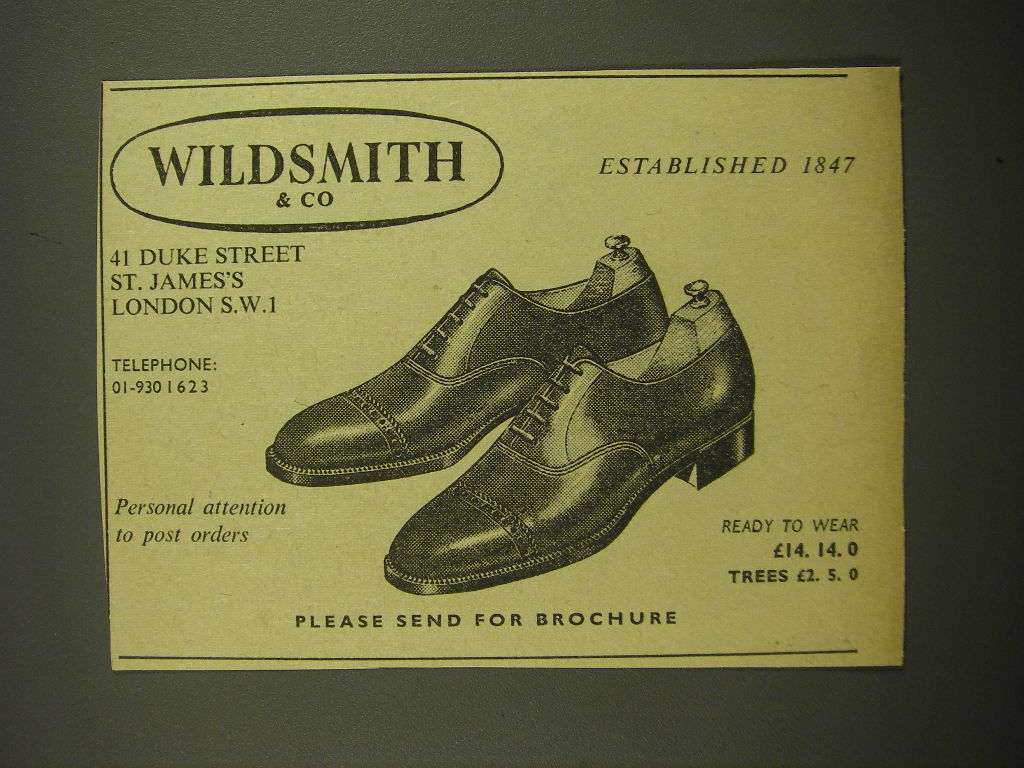 WILDSMITH
& CO
ESTABLISHED 1847
41 DUKE STREET
ST. JAMES'S
LONDON S.W.1
TELEPHONE:
01-930 1623
Personal attention
to post orders
READY TO WEAR
£14. 14. 0
TREES £2. 5. 0
PLEASE SEND FOR BROCHURE